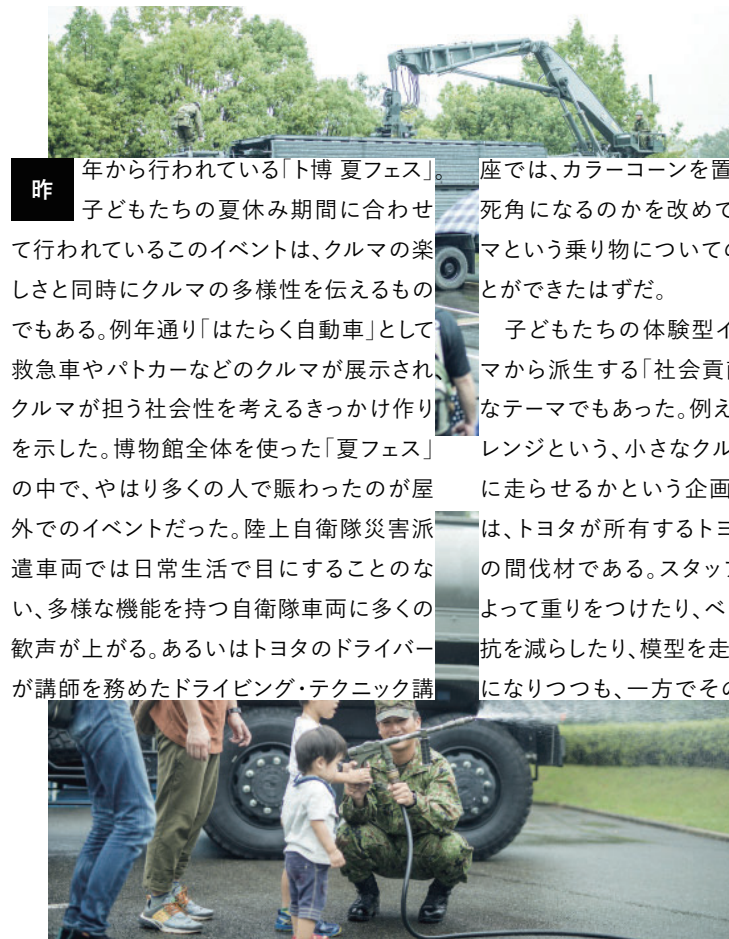 昨年から行われている「ト博 夏フェス」。
子どもたちの夏休み期間に合わせ
て行われているこのイベントは、クルマの楽
しさと同時にクルマの多様性を伝えるもの
でもある。例年通り「はたらく自動車」として
救急車やパトカーなどのクルマが展示され
クルマが担う社会性を考えるきっかけ作り
を示した。博物館全体を使った「夏フェス」
の中で、やはり多くの人で賑わったのが屋
外でのイベントだった。陸上自衛隊災害派
遣車両では日常生活で目にすることのな
い、多様な機能を持つ自衛隊車両に多くの
歓声が上がる。あるいはトヨタのドライバー
が講師を務めたドライビング・テクニック講
座では、カラーコーンを置
死角になるのかを改めて
マという乗り物についての
とができたはずだ。
子どもたちの体験型イ
マから派生する「社会貢献
なテーマでもあった。例え
レンジという、小さなクル
に走らせるかという企画
は、トヨタが所有するトヨ
の間伐材である。スタッフ
よって重りをつけたり、ベ
抗を減らしたり、模型を走
になりつつも、一方でその